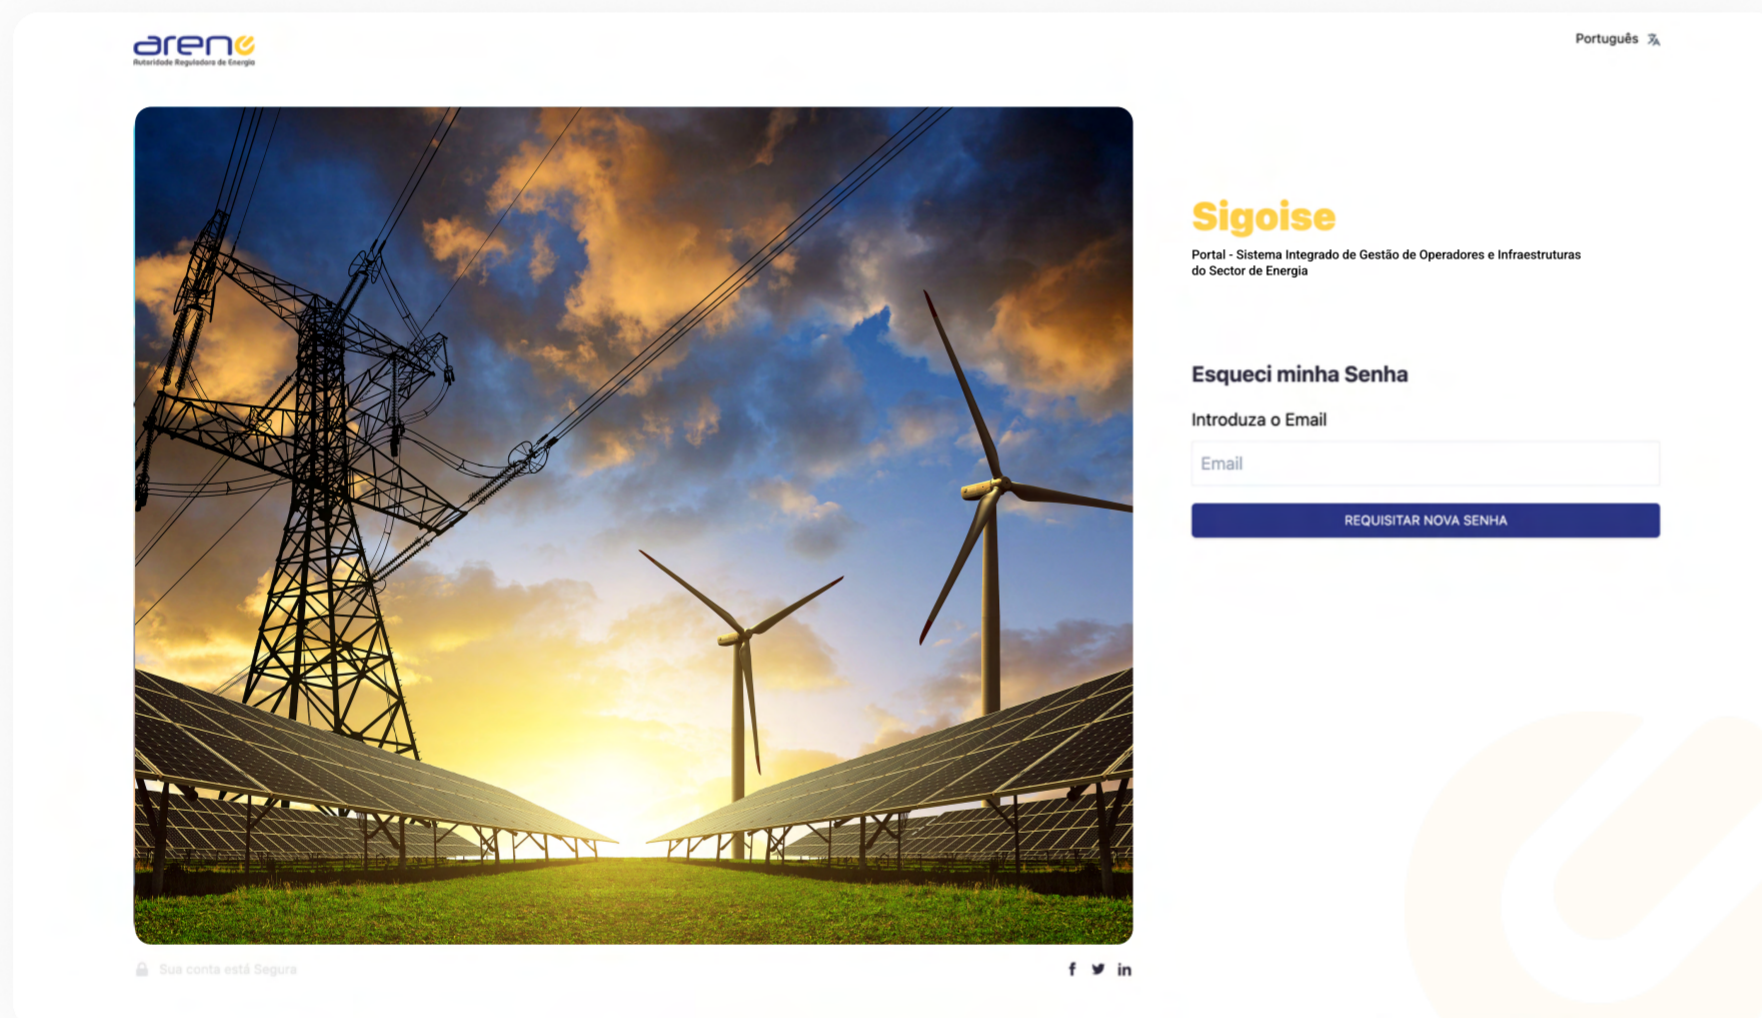 arene
Autoridade Reguladora de Energia
Português
Sigoise
Portal - Sistema Integrado de Gestão de Operadores e Infraestruturas
do Sector de Energia
Esqueci minha Senha
Introduza o Email
Email
REQUISITAR NOVA SENHA
Sua conta está Segura